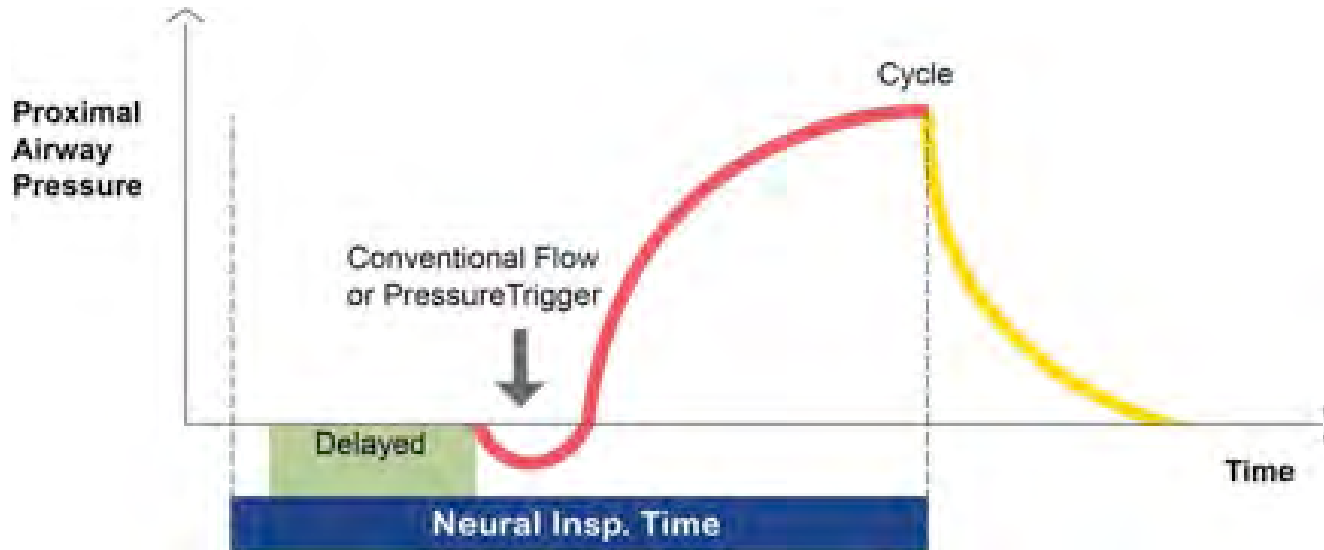 Cycle
Proximal
Airway
Pressure
Conventional Flow
or PressureTrigger
Delayed
Time
Neural Insp. Time